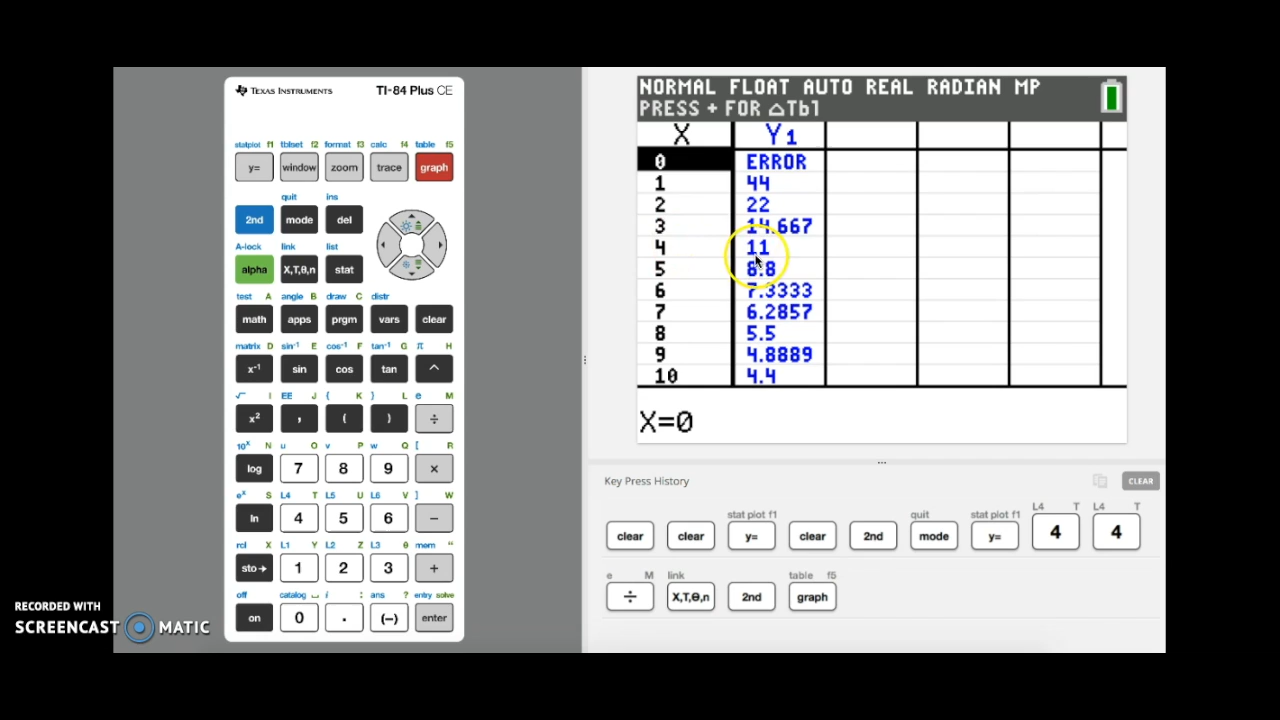 TEXAS INSTRUMENTS TI-84 Plus CE
statplot f1 tblset f2 format f3 calc f4 table f5
y= window zoom trace graph
quit ins
2nd mode del
A-lock link list
alpha X,T,θ,n stat
test A angle B draw C distr
math apps prgm vars clear
matrix D sin⁻¹ E cos⁻¹ F tan⁻¹ G π H
x⁻¹ sin cos tan ^
√ I EE J { K } L e M
x² , ( ) ÷
10ˣ N u O v P w Q [ R
log 7 8 9 ×
eˣ S L4 T L5 U L6 V ] W
ln 4 5 6 −
rcl X L1 Y L2 Z L3 θ mem "
sto→ 1 2 3 +
off catalog ⎵ i : ans ? entry solve
on 0 . (−) enter
NORMAL FLOAT AUTO REAL RADIAN MP
PRESS + FOR △Tbl
X Y1
0 ERROR
1 44
2 22
3 14.667
4 11
5 8.8
6 7.3333
7 6.2857
8 5.5
9 4.8889
10 4.4
X=0
Key Press History CLEAR
stat plot f1 quit stat plot f1 L4 T L4 T
clear clear y= clear 2nd mode y= 4 4
e M link table f5
÷ X,T,Θ,n 2nd graph
RECORDED WITH
SCREENCAST MATIC